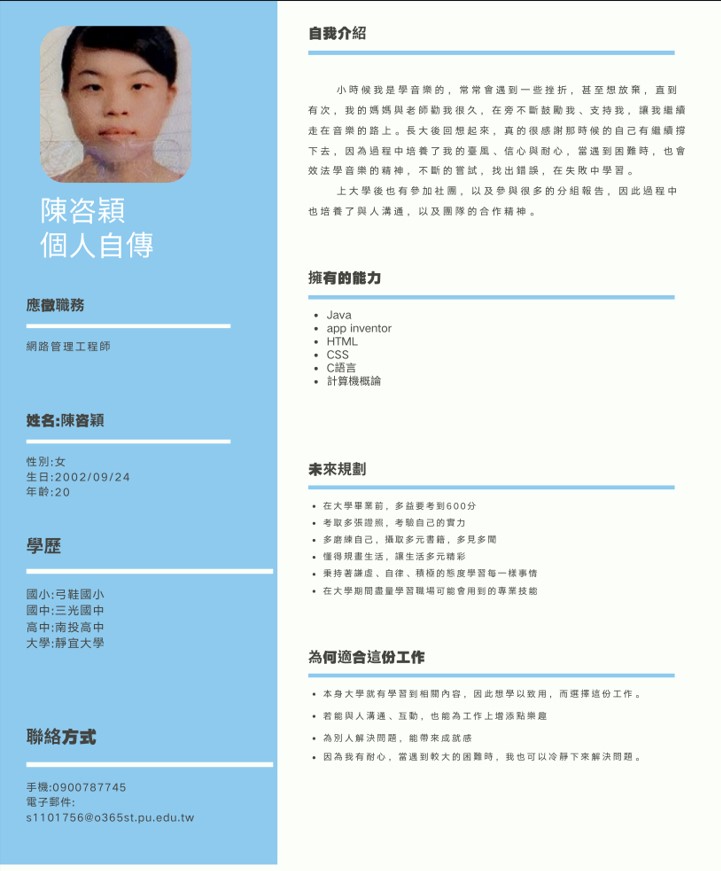 陳咨穎
個人自傳
應徵職務
網路管理工程師
姓名:陳咨穎
性別:女
生日:2002/09/24
年齡:20
學歷
國小:弓鞋國小
國中:三光國中
高中:南投高中
大學:靜宜大學
聯絡方式
手機:0900787745
電子郵件:
s1101756@o365st.pu.edu.tw
自我介紹
小時候我是學音樂的，常常會遇到一些挫折，甚至想放棄，直到
有次，我的媽媽與老師勸我很久，在旁不斷鼓勵我、支持我，讓我繼續
走在音樂的路上。長大後回想起來，真的很感謝那時候的自己有繼續撐
下去，因為過程中培養了我的臺風、信心與耐心，當遇到困難時，也會
效法學音樂的精神，不斷的嘗試，找出錯誤，在失敗中學習。
上大學後也有參加社團，以及參與很多的分組報告，因此過程中
也培養了與人溝通，以及團隊的合作精神。
擁有的能力
• Java
• app inventor
• HTML
• CSS
• C語言
• 計算機概論
未來規劃
• 在大學畢業前，多益要考到600分
• 考取多張證照，考驗自己的實力
• 多磨練自己，攝取多元書籍，多見多聞
• 懂得規畫生活，讓生活多元精彩
• 秉持著謙虛、自律、積極的態度學習每一樣事情
• 在大學期間盡量學習職場可能會用到的專業技能
為何適合這份工作
• 本身大學就有學習到相關內容，因此想學以致用，而選擇這份工作。
• 若能與人溝通、互動，也能為工作上增添點樂趣
• 為別人解決問題，能帶來成就感
• 因為我有耐心，當遇到較大的困難時，我也可以冷靜下來解決問題。